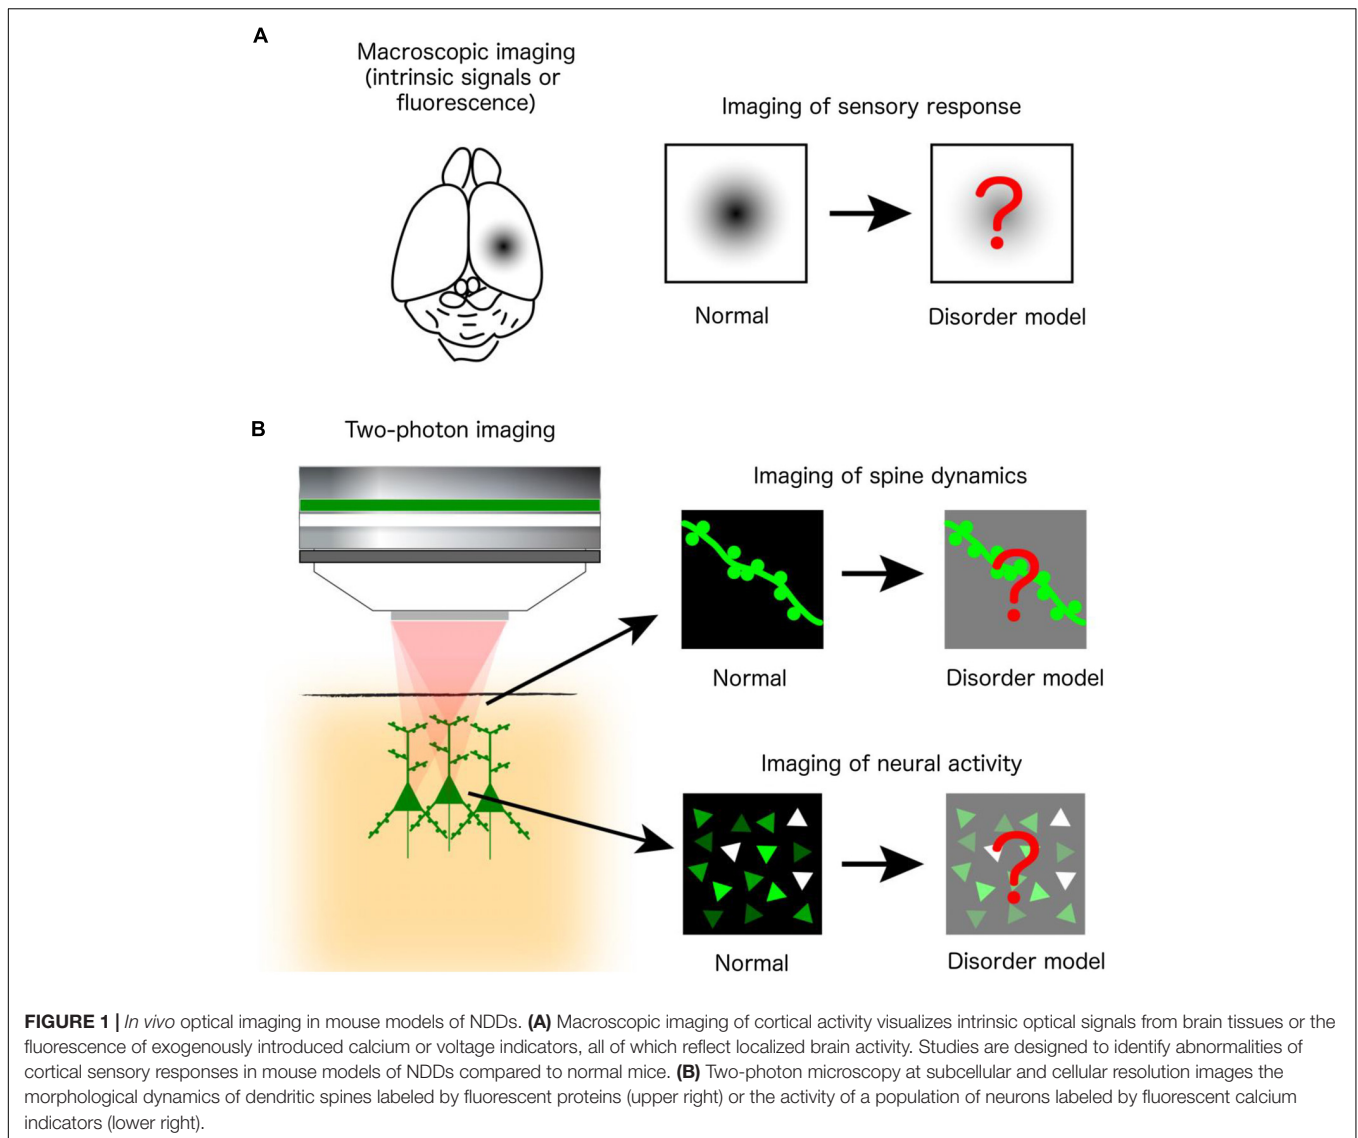 A
Macroscopic imaging
(intrinsic signals or
fluorescence)
Imaging of sensory response
?
Normal
Disorder model
B
Two-photon imaging
Imaging of spine dynamics
?
Normal
Disorder model
Imaging of neural activity
?
Normal
Disorder model
FIGURE 1 | In vivo optical imaging in mouse models of NDDs. (A) Macroscopic imaging of cortical activity visualizes intrinsic optical signals from brain tissues or the
fluorescence of exogenously introduced calcium or voltage indicators, all of which reflect localized brain activity. Studies are designed to identify abnormalities of
cortical sensory responses in mouse models of NDDs compared to normal mice. (B) Two-photon microscopy at subcellular and cellular resolution images the
morphological dynamics of dendritic spines labeled by fluorescent proteins (upper right) or the activity of a population of neurons labeled by fluorescent calcium
indicators (lower right).